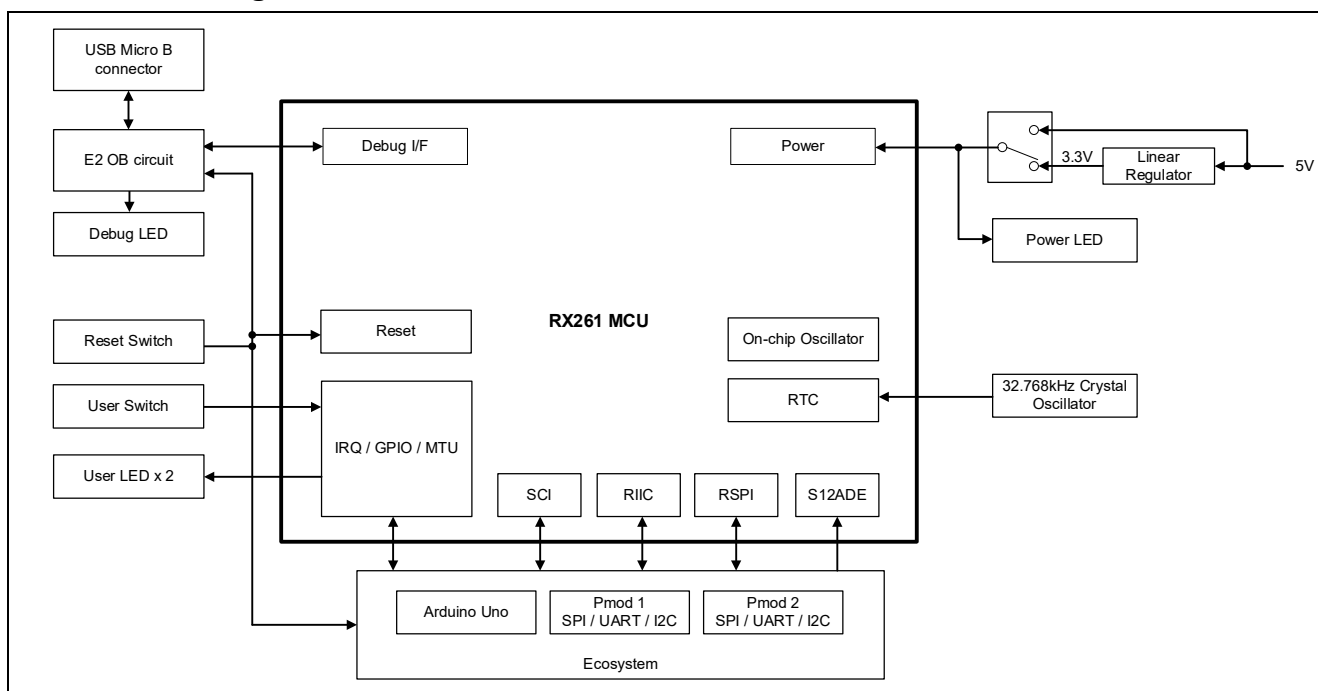 USB Micro B
connector
E2 OB circuit
Debug LED
Reset Switch
User Switch
User LED x 2
Debug I/F
Reset
IRQ / GPIO / MTU
RX261 MCU
Power
On-chip Oscillator
RTC
SCI
RIIC
RSPI
S12ADE
3.3V
Linear
Regulator
5V
Power LED
32.768kHz Crystal
Oscillator
Arduino Uno
Pmod 1
SPI / UART / I2C
Pmod 2
SPI / UART / I2C
Ecosystem